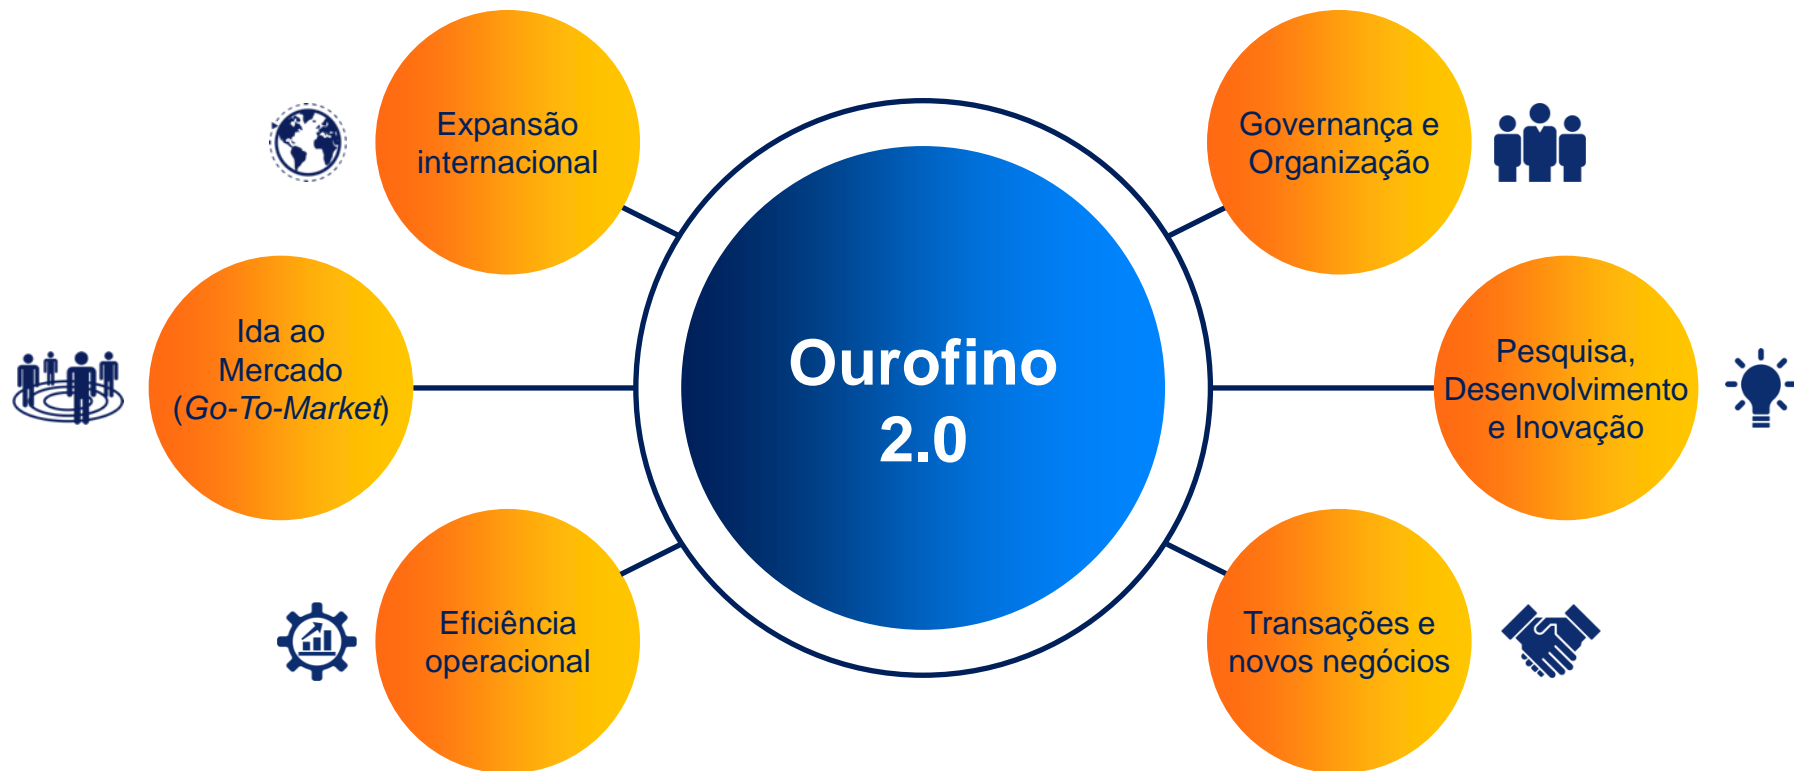 Expansão
internacional
Governança e
Organização
Ida ao
Mercado
(Go-To-Market)
Ourofino
2.0
Pesquisa,
Desenvolvimento
e Inovação
Eficiência
operacional
Transações e
novos negócios